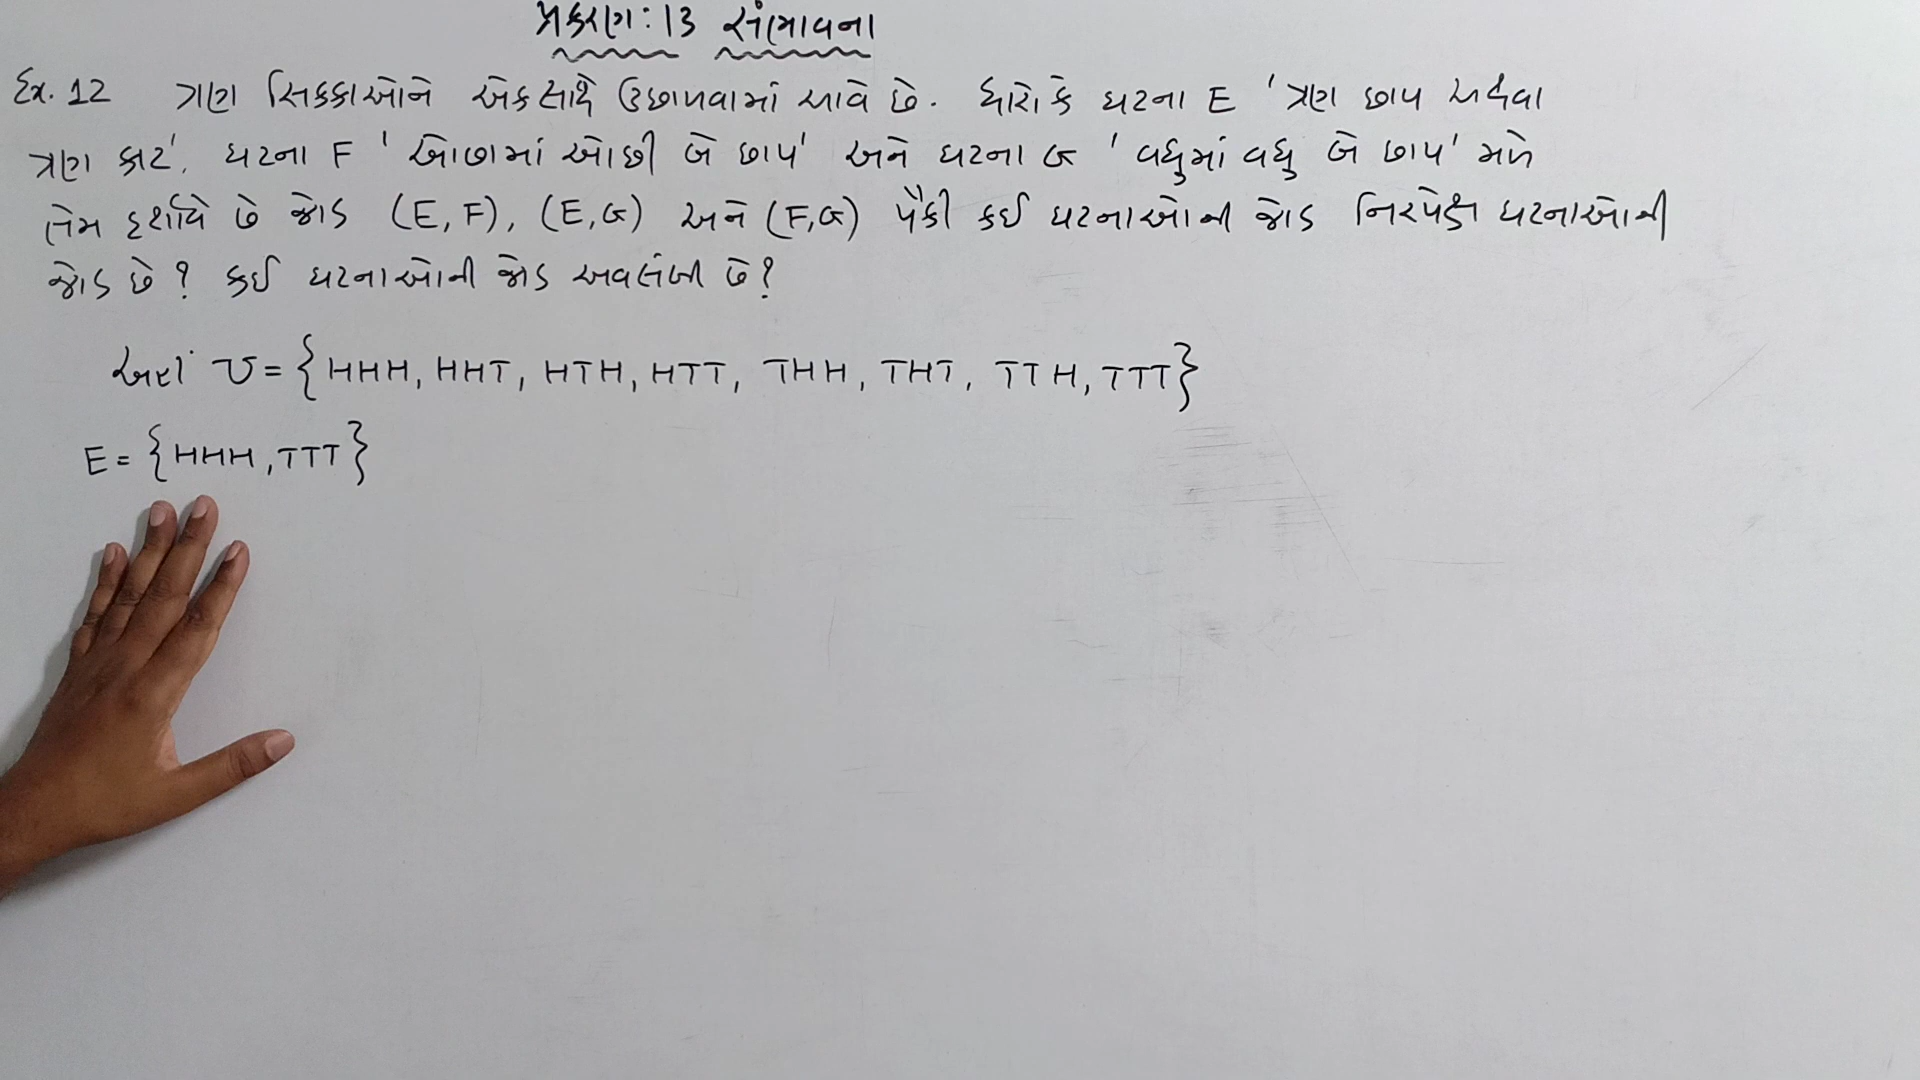 પ્રકરણ : 13 સંભાવના
Ex. 12 ત્રણ સિક્કાઓને એકસાથે ઉછાળવામાં આવે છે. ધારો કે ઘટના E 'ત્રણ છાપ અથવા
ત્રણ કાટ', ઘટના F 'ઓછામાં ઓછી બે છાપ' અને ઘટના G 'વધુમાં વધુ બે છાપ' મળે
તેમ દર્શાવે છે જોડ (E, F), (E, G) અને (F, G) પૈકી કઈ ઘટનાઓની જોડ નિરપેક્ષ ઘટનાઓની
જોડ છે? કઈ ઘટનાઓની જોડ અવલંબી છે?
અહીં U = {HHH, HHT, HTH, HTT, THH, THT, TTH, TTT}
E = {HHH, TTT}